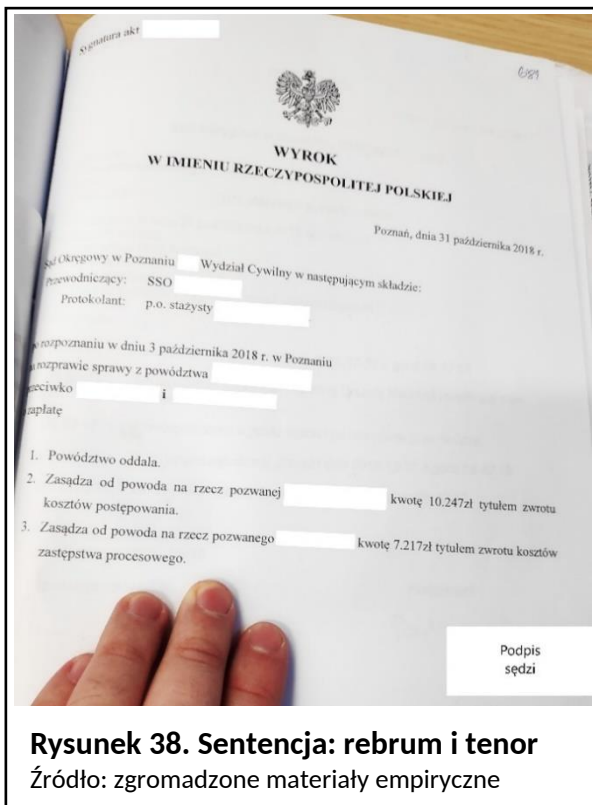 Sygnatura akt
WYROK
W IMIENIU RZECZYPOSPOLITEJ POLSKIEJ
Poznań, dnia 31 października 2018 r.
Sąd Okręgowy w Poznaniu Wydział Cywilny w następującym składzie:
Przewodniczący: SSO
Protokolant: p.o. stażysty
rozpoznaniu w dniu 3 października 2018 r. w Poznaniu
rozprawie sprawy z powództwa
zeciwko i
zapłatę
1. Powództwo oddala.
2. Zasądza od powoda na rzecz pozwanej kwotę 10.247zł tytułem zwrotu
kosztów postępowania.
3. Zasądza od powoda na rzecz pozwanego kwotę 7.217zł tytułem zwrotu kosztów
zastępstwa procesowego.
Podpis
sędzi
Rysunek 38. Sentencja: rebrum i tenor
Źródło: zgromadzone materiały empiryczne